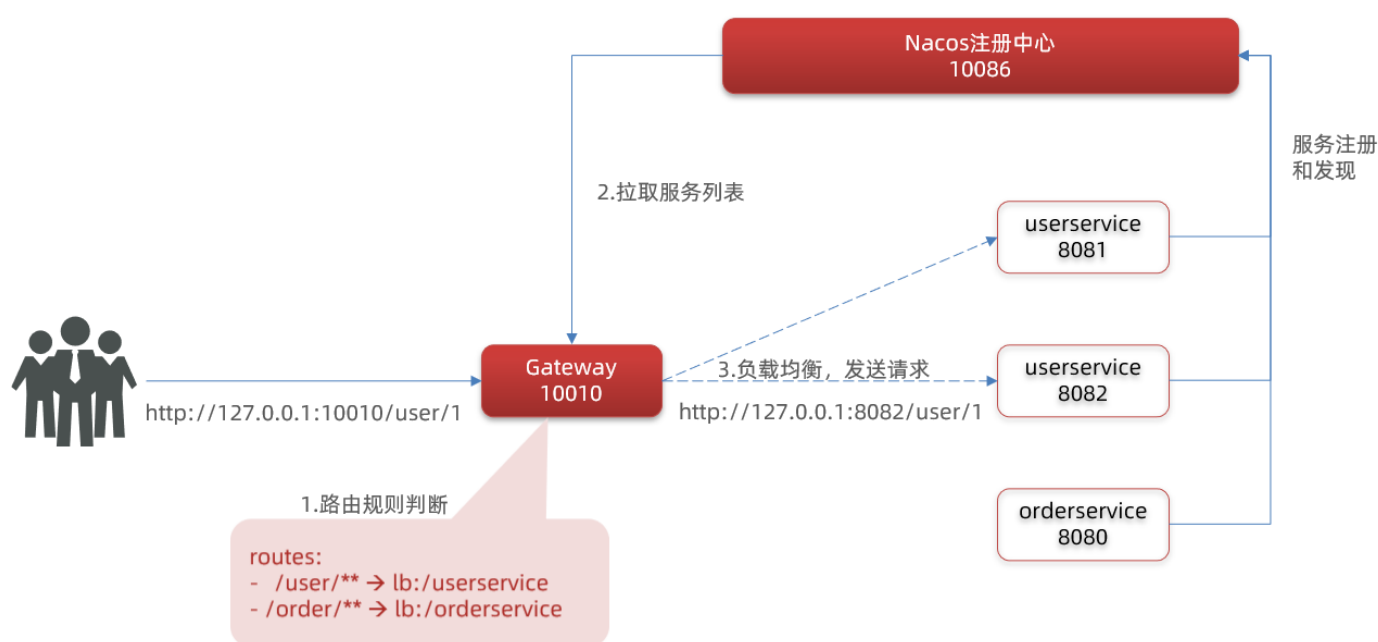 Nacos注册中心
10086
服务注册
和发现
2.拉取服务列表
userservice
8081
Gateway
10010
3.负载均衡，发送请求
userservice
8082
http://127.0.0.1:10010/user/1
http://127.0.0.1:8082/user/1
1.路由规则判断
orderservice
8080
routes:
- /user/** → lb:/userservice
- /order/** → lb:/orderservice